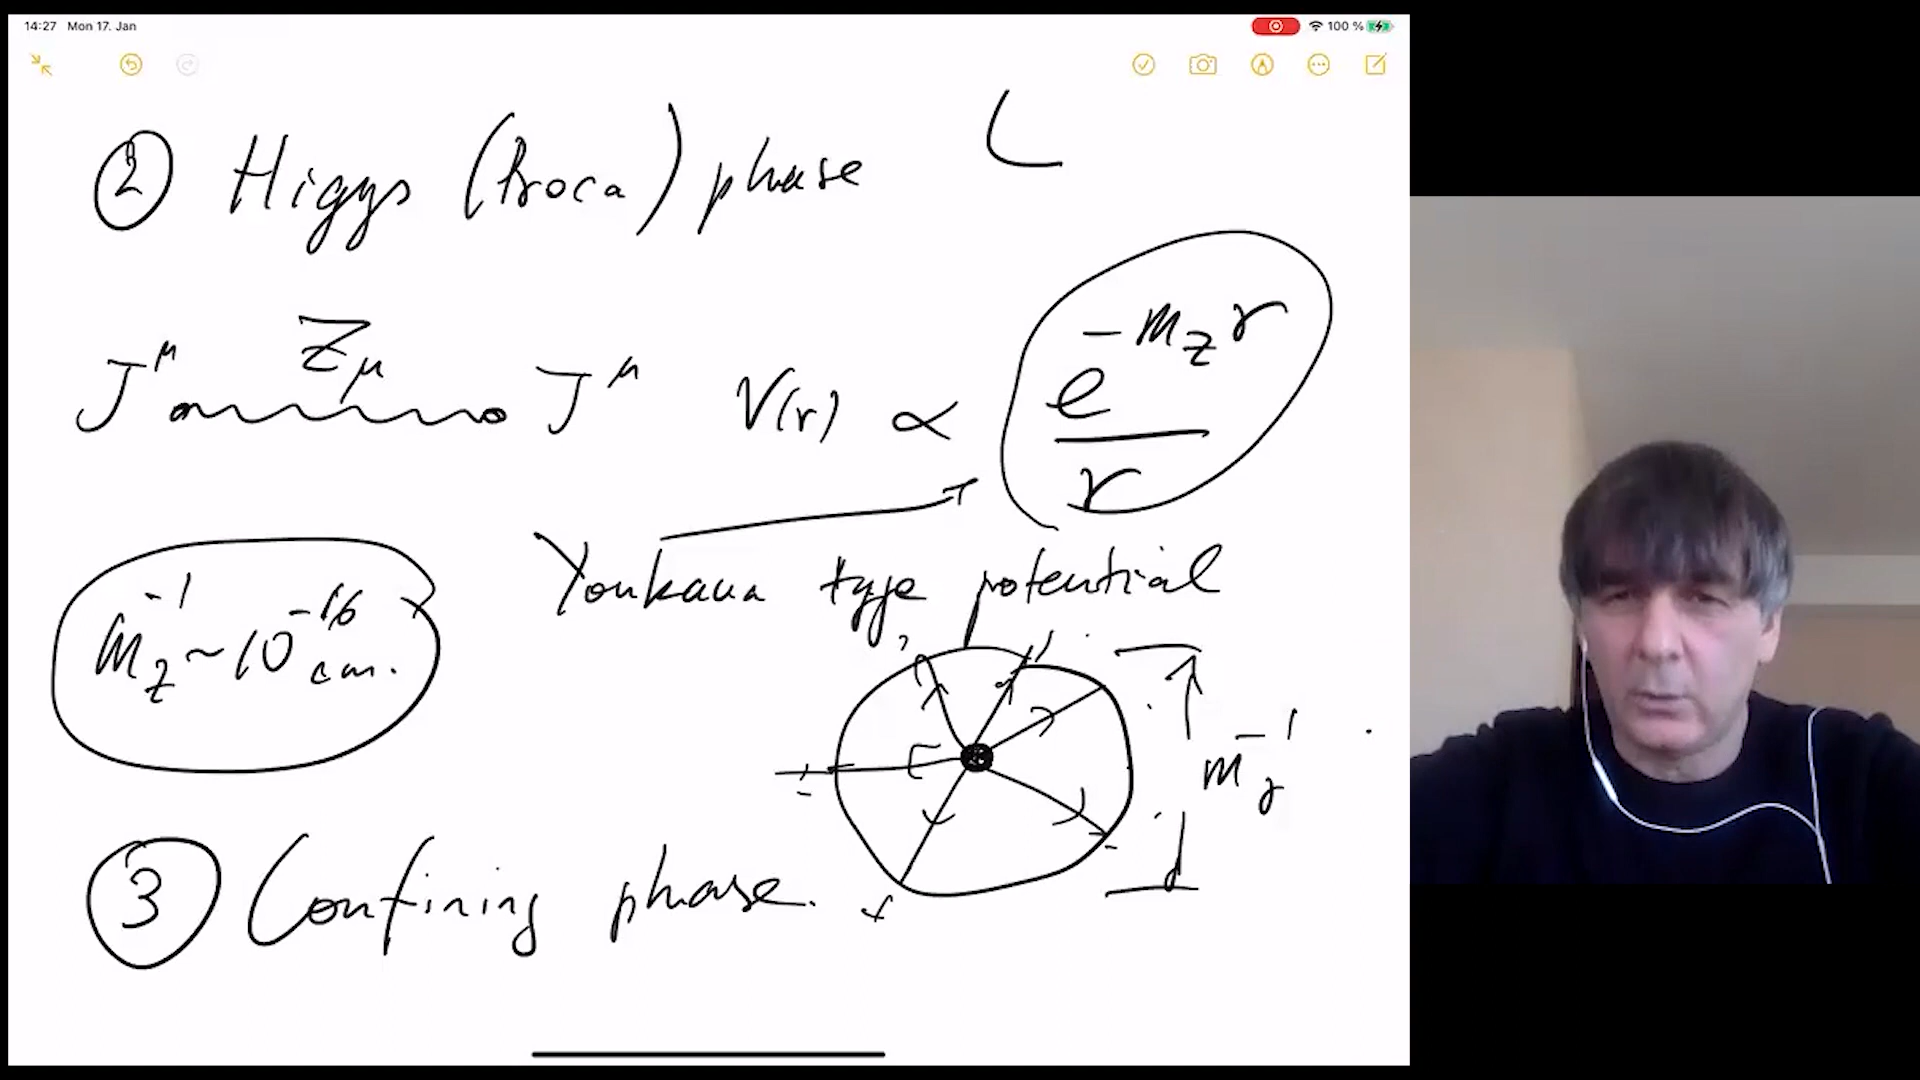 14:27 Mon 17. Jan 100 %
② Higgs (Proca) phase
J^μ Z_μ J^μ V(r) ∝ e^{-m_Z r} / r
Youkawa type potential
m_Z^{-1} ~ 10^{-16} cm.
m_γ^{-1}
③ Confining phase.